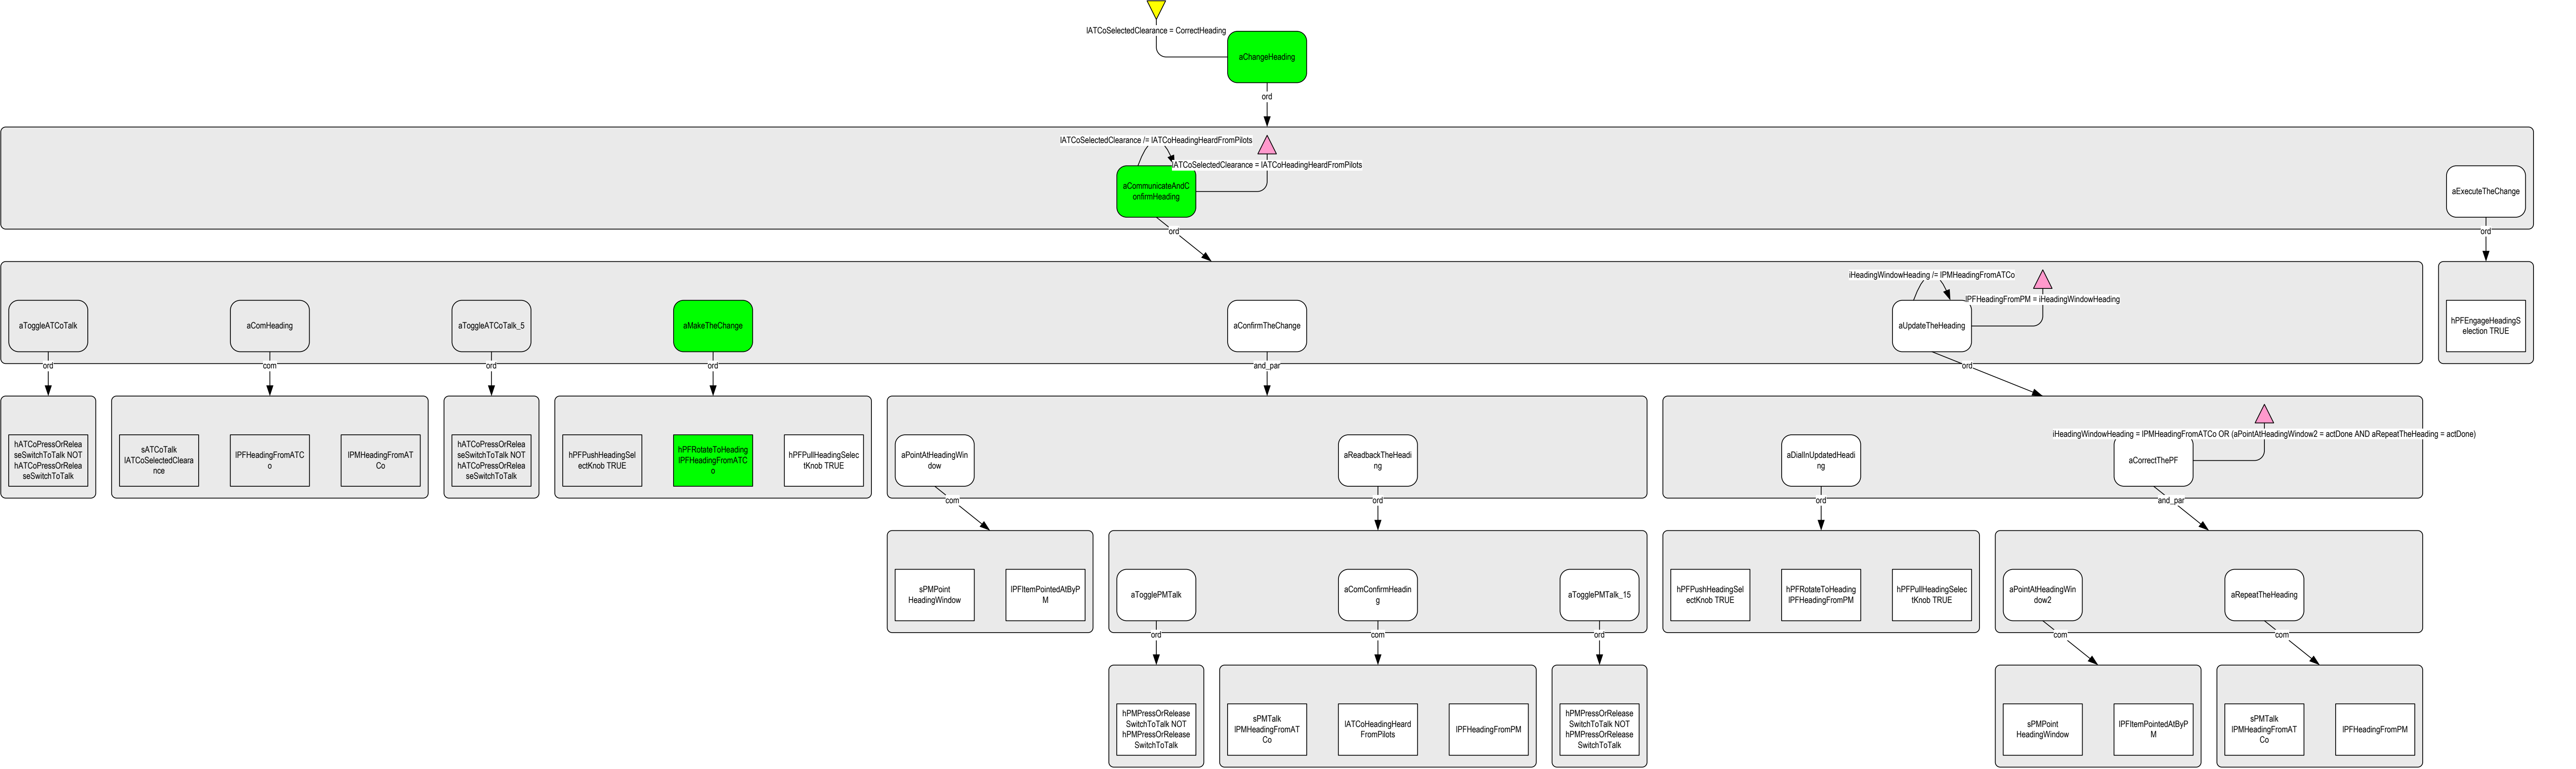 lATCoSelectedClearance = CorrectHeading
aChangeHeading
ord
lATCoSelectedClearance /= lATCoHeadingHeardFromPilots
lATCoSelectedClearance = lATCoHeadingHeardFromPilots
aCommunicateAndC
onfirmHeading
aExecuteTheChange
ord
ord
iHeadingWindowHeading /= lPMHeadingFromATCo
lPFHeadingFromPM = iHeadingWindowHeading
aToggleATCoTalk
aComHeading
aToggleATCoTalk_5
aMakeTheChange
aConfirmTheChange
aUpdateTheHeading
hPFEngageHeadingS
election TRUE
ord
com
ord
ord
and_par
ord
hATCoPressOrRelea
seSwitchToTalk NOT
hATCoPressOrRelea
seSwitchToTalk
sATCoTalk
lATCoSelectedCleara
nce
lPFHeadingFromATC
o
lPMHeadingFromAT
Co
hATCoPressOrRelea
seSwitchToTalk NOT
hATCoPressOrRelea
seSwitchToTalk
hPFPushHeadingSel
ectKnob TRUE
hPFRotateToHeading
lPFHeadingFromATC
o
hPFPullHeadingSelec
tKnob TRUE
aPointAtHeadingWin
dow
aReadbackTheHeadi
ng
aDialInUpdatedHeadi
ng
iHeadingWindowHeading = lPMHeadingFromATCo OR (aPointAtHeadingWindow2 = actDone AND aRepeatTheHeading = actDone)
aCorrectThePF
com
ord
ord
and_par
sPMPoint
HeadingWindow
lPFItemPointedAtByP
M
aTogglePMTalk
aComConfirmHeadin
g
aTogglePMTalk_15
hPFPushHeadingSel
ectKnob TRUE
hPFRotateToHeading
lPFHeadingFromPM
hPFPullHeadingSelec
tKnob TRUE
aPointAtHeadingWin
dow2
aRepeatTheHeading
ord
com
ord
com
com
hPMPressOrRelease
SwitchToTalk NOT
hPMPressOrRelease
SwitchToTalk
sPMTalk
lPMHeadingFromAT
Co
lATCoHeadingHeard
FromPilots
lPFHeadingFromPM
hPMPressOrRelease
SwitchToTalk NOT
hPMPressOrRelease
SwitchToTalk
sPMPoint
HeadingWindow
lPFItemPointedAtByP
M
sPMTalk
lPMHeadingFromAT
Co
lPFHeadingFromPM